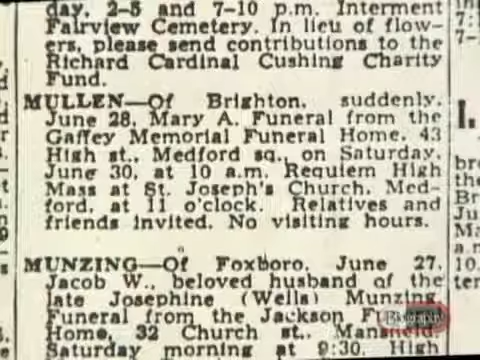 day, 2-5 and 7-10 p.m. Interment
Fairview Cemetery. In lieu of flow-
ers, please send contributions to the
Richard Cardinal Cushing Charity
Fund.
MULLEN—Of Brighton, suddenly,
June 28, Mary A. Funeral from the
Gaffey Memorial Funeral Home, 43
High st., Medford sq., on Saturday,
June 30, at 10 a.m. Requiem High
Mass at St. Joseph's Church, Med-
ford, at 11 o'clock. Relatives and
friends invited. No visiting hours.
MUNZING—Of Foxboro, June 27,
Jacob W., beloved husband of the
late Josephine (Wells) Munzing.
Funeral from the Jackson
Home, 32 Church st.,
Saturday morning at 9:30. High
Biography